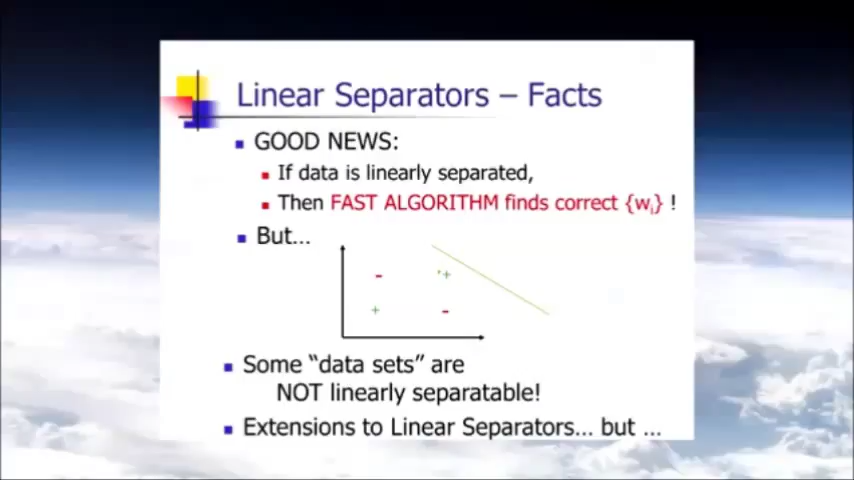 Linear Separators – Facts
GOOD NEWS:
If data is linearly separated,
Then FAST ALGORITHM finds correct {wi} !
But...
- +
+ -
Some “data sets” are
NOT linearly separatable!
Extensions to Linear Separators... but ...